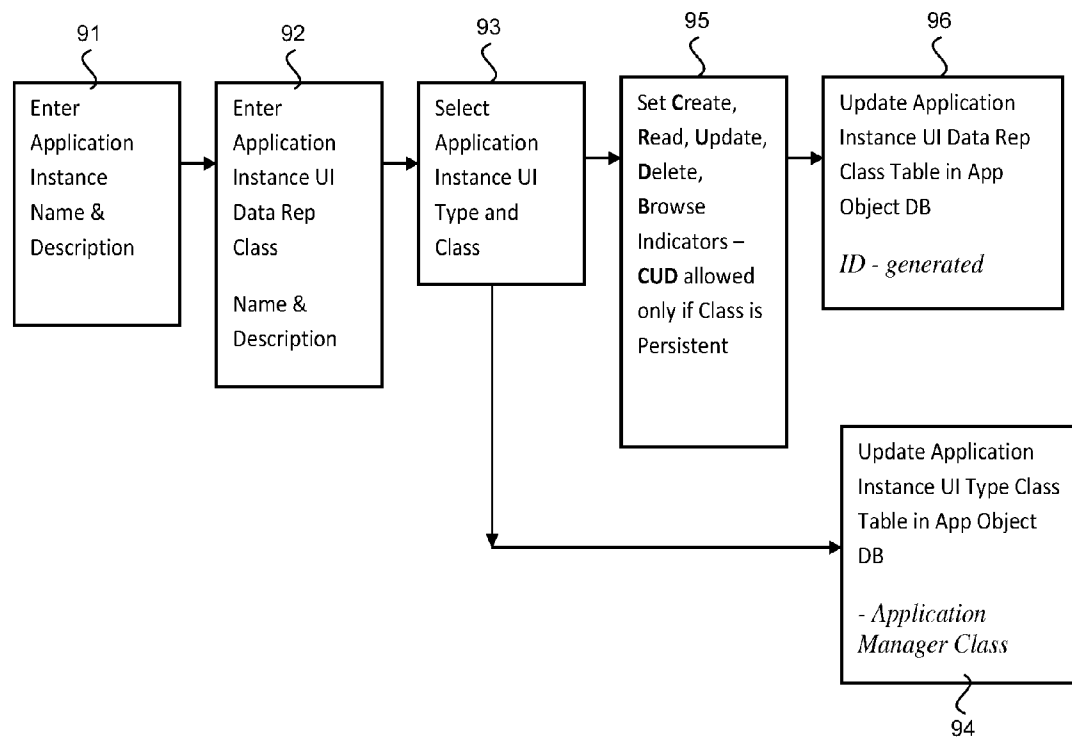 91
Enter
Application
Instance
Name &
Description
92
Enter
Application
Instance UI
Data Rep
Class
Name &
Description
93
Select
Application
Instance UI
Type and
Class
95
Set Create,
Read, Update,
Delete,
Browse
Indicators –
CUD allowed
only if Class is
Persistent
96
Update Application
Instance UI Data Rep
Class Table in App
Object DB
ID - generated
Update Application
Instance UI Type Class
Table in App Object
DB
- Application
Manager Class
94